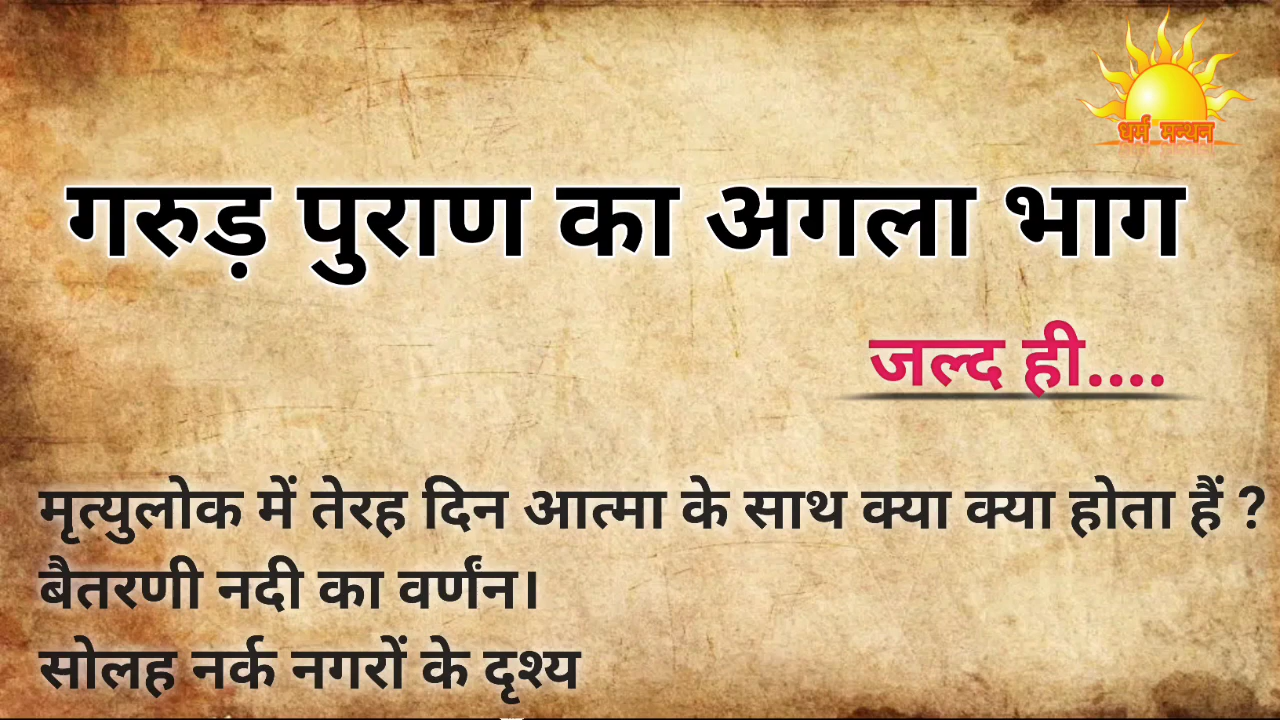 धर्म मन्थन
गरुड़ पुराण का अगला भाग
जल्द ही....
मृत्युलोक में तेरह दिन आत्मा के साथ क्या क्या होता हैं ?
बैतरणी नदी का वर्णंन।
सोलह नर्क नगरों के दृश्य